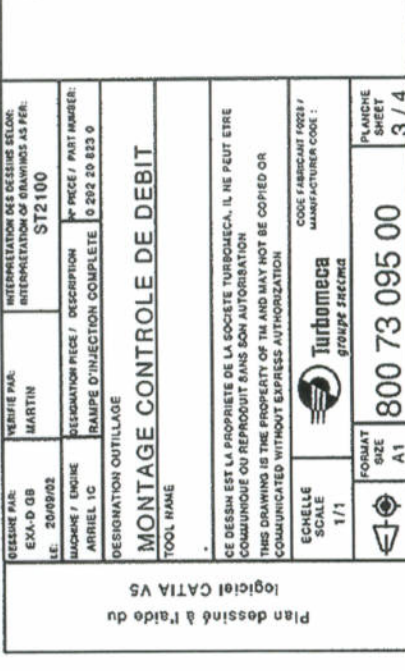 DESSINE PAR:
EXA-D GB
LE: 20/09/02
VERIFIE PAR:
MARTIN
INTERPRETATION DES DESSINS SELON:
INTERPRETATION OF DRAWINGS AS PER:
ST2100
MACHINE / ENGINE
ARRIEL 1C
DESIGNATION PIECE / DESCRIPTION
RAMPE D'INJECTION COMPLETE
N° PIECE / PART NUMBER:
0 292 20 823 0
DESIGNATION OUTILLAGE
MONTAGE CONTROLE DE DEBIT
TOOL NAME
CE DESSIN EST LA PROPRIETE DE LA SOCIETE TURBOMECA, IL NE PEUT ETRE
COMMUNIQUE OU REPRODUIT SANS SON AUTORISATION
THIS DRAWING IS THE PROPERTY OF TM AND MAY NOT BE COPIED OR
COMMUNICATED WITHOUT EXPRESS AUTHORIZATION
ECHELLE
SCALE
1/1
Turbomeca
groupe snecma
CODE FABRICANT F0228 /
MANUFACTURER CODE :
FORMAT
SIZE
A1
800 73 095 00
PLANCHE
SHEET
3 / 4
Plan dessiné à l'aide du
logiciel CATIA V5